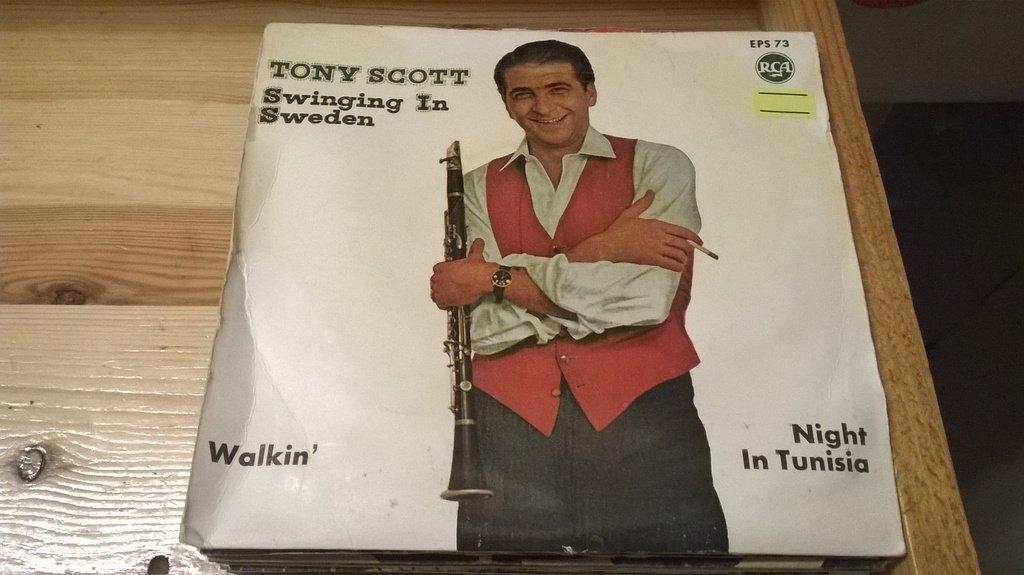 TONY SCOTT
Swinging In
Sweden
EPS 73
RCA
Walkin'
Night
In Tunisia